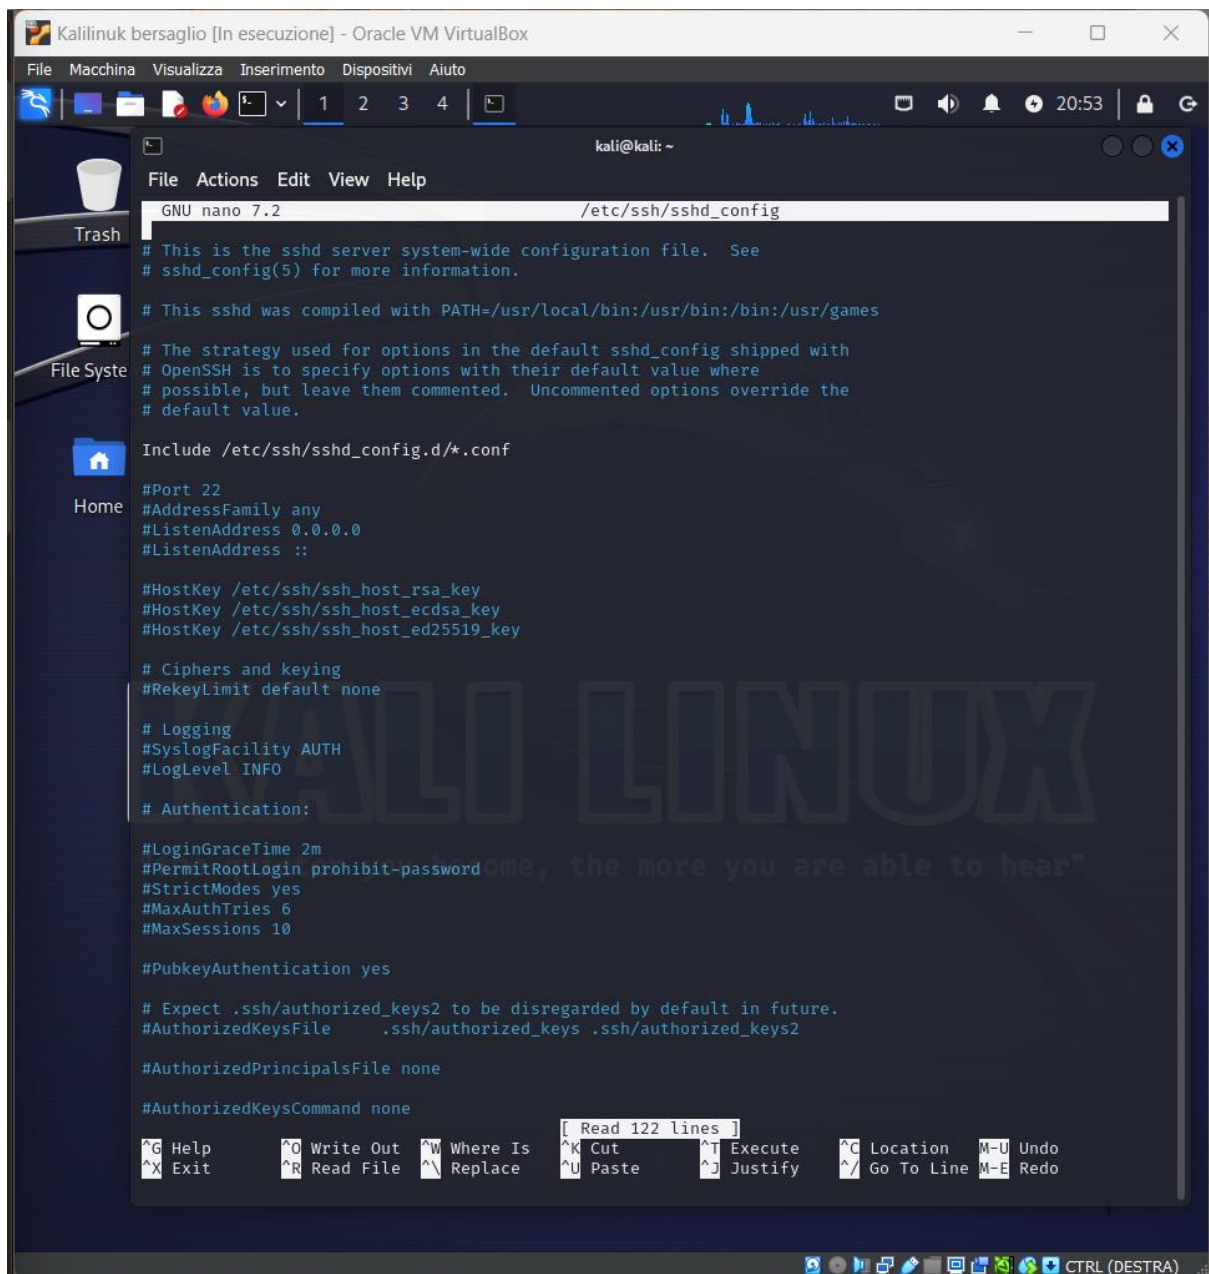 Kalilinuk bersaglio [In esecuzione] - Oracle VM VirtualBox
File Macchina Visualizza Inserimento Dispositivi Aiuto
1 2 3 4 20:53
kali@kali: ~
File Actions Edit View Help
GNU nano 7.2 /etc/ssh/sshd_config
Trash
# This is the sshd server system-wide configuration file.  See
# sshd_config(5) for more information.
# This sshd was compiled with PATH=/usr/local/bin:/usr/bin:/bin:/usr/games
# The strategy used for options in the default sshd_config shipped with
File Syste
# OpenSSH is to specify options with their default value where
# possible, but leave them commented.  Uncommented options override the
# default value.
Include /etc/ssh/sshd_config.d/*.conf
#Port 22
Home
#AddressFamily any
#ListenAddress 0.0.0.0
#ListenAddress ::
#HostKey /etc/ssh/ssh_host_rsa_key
#HostKey /etc/ssh/ssh_host_ecdsa_key
#HostKey /etc/ssh/ssh_host_ed25519_key
# Ciphers and keying
#RekeyLimit default none
KALI LINUX
# Logging
#SyslogFacility AUTH
#LogLevel INFO
# Authentication:
#LoginGraceTime 2m
#PermitRootLogin prohibit-password
the more you are able to hear"
#StrictModes yes
#MaxAuthTries 6
#MaxSessions 10
#PubkeyAuthentication yes
# Expect .ssh/authorized_keys2 to be disregarded by default in future.
#AuthorizedKeysFile     .ssh/authorized_keys .ssh/authorized_keys2
#AuthorizedPrincipalsFile none
#AuthorizedKeysCommand none
[ Read 122 lines ]
^G Help ^O Write Out ^W Where Is ^K Cut ^T Execute ^C Location M-U Undo
^X Exit ^R Read File ^\ Replace ^U Paste ^J Justify ^/ Go To Line M-E Redo
CTRL (DESTRA)